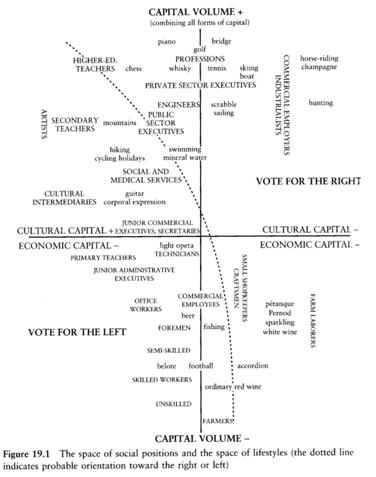 CAPITAL VOLUME +
(combining all forms of capital)
piano bridge
golf
HIGHER-ED. TEACHERS
chess
PROFESSIONS
whisky tennis skiing
boat
horse-riding
champagne
PRIVATE SECTOR EXECUTIVES
COMMERCIAL EMPLOYERS
INDUSTRIALISTS
ARTISTS
SECONDARY TEACHERS
mountains
ENGINEERS
PUBLIC
SECTOR
EXECUTIVES
scrabble
sailing
hunting
hiking
cycling holidays
swimming
mineral water
SOCIAL AND
MEDICAL SERVICES
VOTE FOR THE RIGHT
CULTURAL
INTERMEDIARIES
guitar
corporal expression
JUNIOR COMMERCIAL
EXECUTIVES, SECRETARIES
CULTURAL CAPITAL +
CULTURAL CAPITAL –
ECONOMIC CAPITAL –
ECONOMIC CAPITAL –
light opera
TECHNICIANS
PRIMARY TEACHERS
JUNIOR ADMINISTRATIVE
EXECUTIVES
SMALL SHOPKEEPERS
CRAFTSMEN
OFFICE
WORKERS
COMMERCIAL
EMPLOYEES
beer
pétanque
Pernod
sparkling
white wine
FARM LABORERS
VOTE FOR THE LEFT
FOREMEN fishing
SEMI-SKILLED
belote football accordion
SKILLED WORKERS
ordinary red wine
UNSKILLED
FARMERS
CAPITAL VOLUME –
Figure 19.1 The space of social positions and the space of lifestyles (the dotted line
indicates probable orientation toward the right or left)